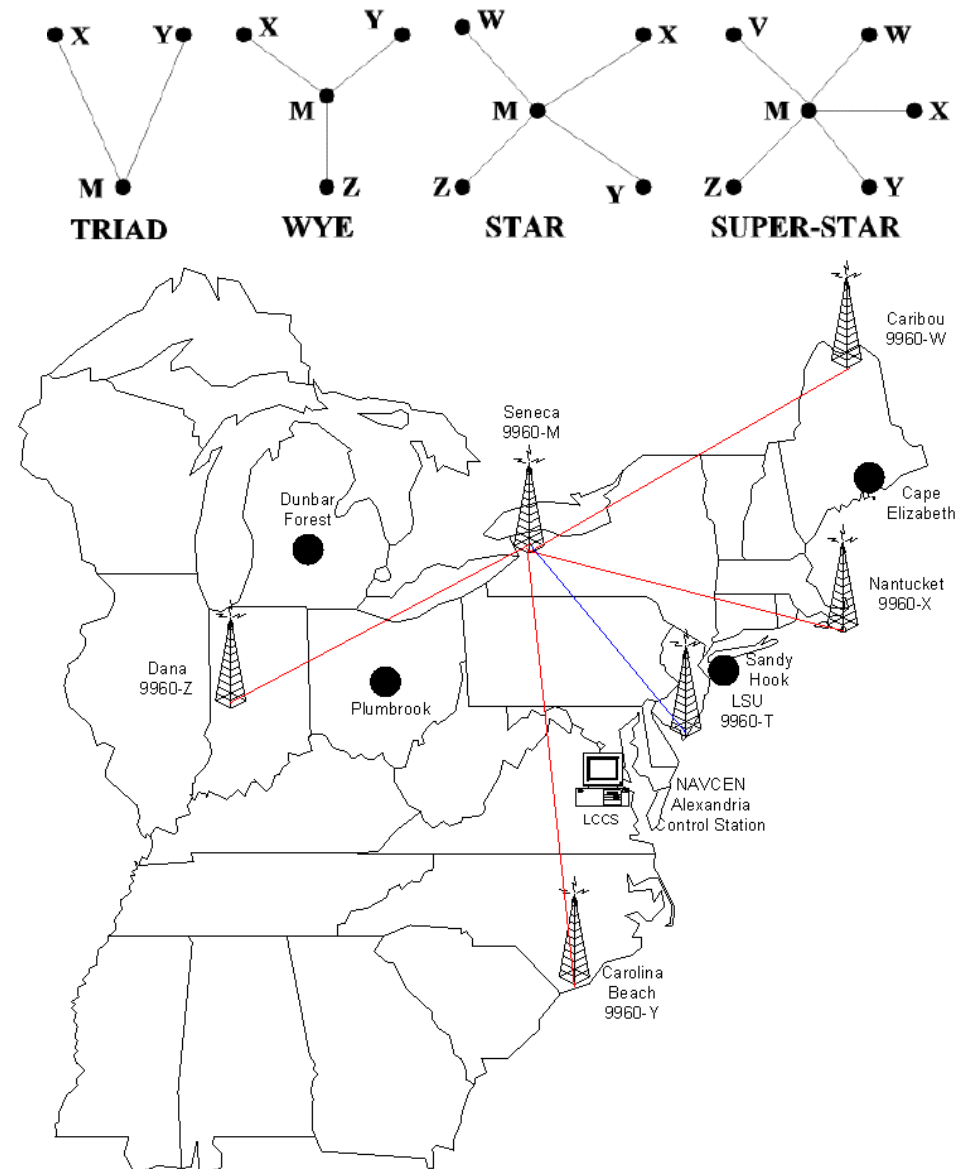 X Y
M
TRIAD
X Y
M
Z
WYE
W
X
M
Z
Y
STAR
V W
M X
Z Y
SUPER-STAR
Caribou
9960-W
Seneca
9960-M
Dunbar
Forest
Cape
Elizabeth
Nantucket
9960-X
Dana
9960-Z
Plumbrook
Sandy
Hook
LSU
9960-T
NAVCEN
Alexandria
Control Station
LCCS
Carolina
Beach
9960-Y